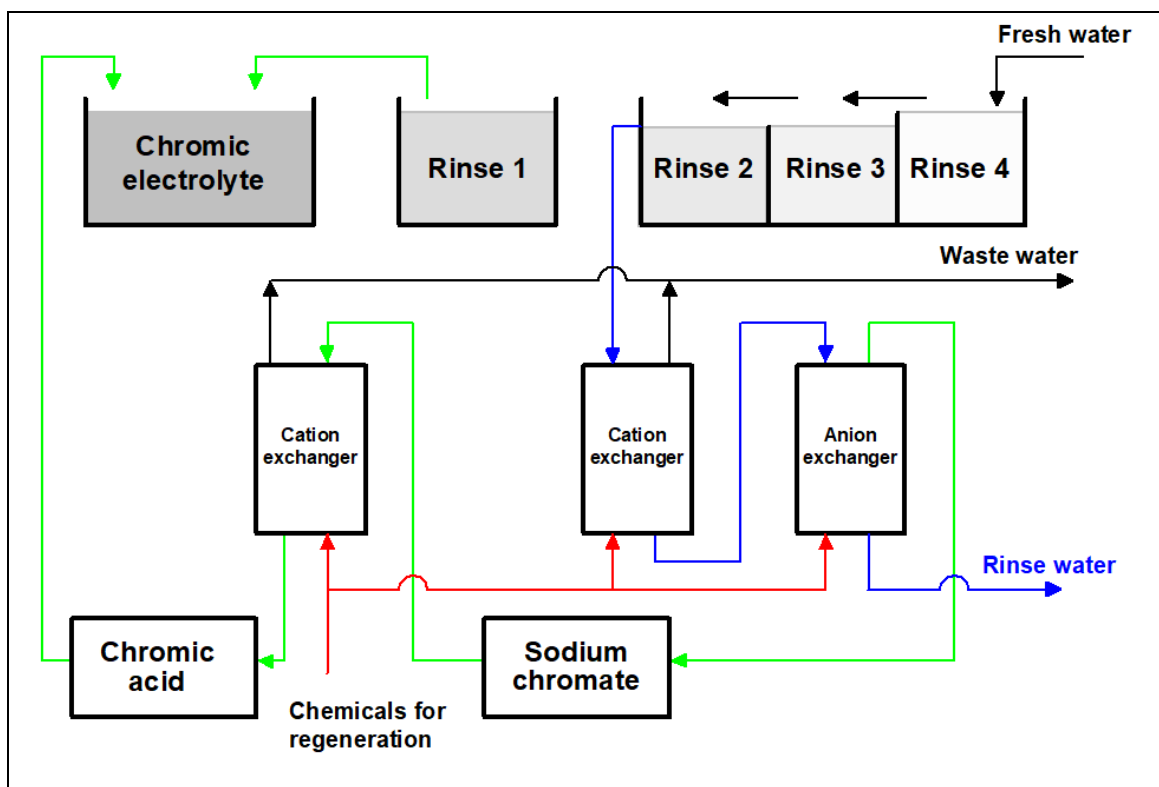 Fresh water
Chromic
electrolyte
Rinse 1
Rinse 2
Rinse 3
Rinse 4
Waste water
Cation
exchanger
Cation
exchanger
Anion
exchanger
Rinse water
Chromic
acid
Sodium
chromate
Chemicals for
regeneration